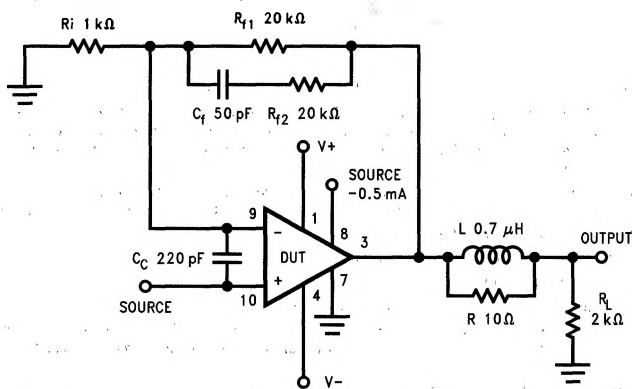 Ri 1 kΩ
Rf1 20 kΩ
Cf 50 pF
Rf2 20 kΩ
V+
SOURCE
-0.5 mA
9
1
8
3
L 0.7 μH
OUTPUT
CC 220 pF
-
DUT
+
SOURCE
10
4
7
R 10Ω
RL
2 kΩ
V-